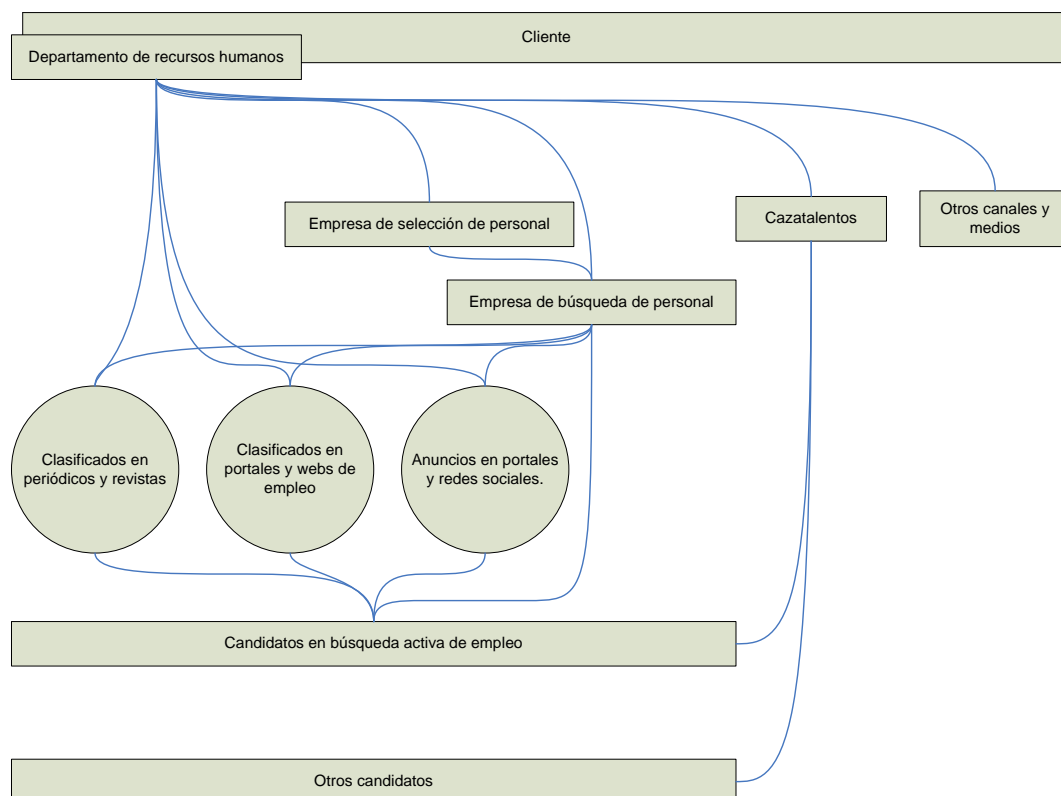 Cliente
Departamento de recursos humanos
Empresa de selección de personal
Cazatalentos
Otros canales y
medios
Empresa de búsqueda de personal
Clasificados en
periódicos y revistas
Clasificados en
portales y webs de
empleo
Anuncios en portales
y redes sociales.
Candidatos en búsqueda activa de empleo
Otros candidatos